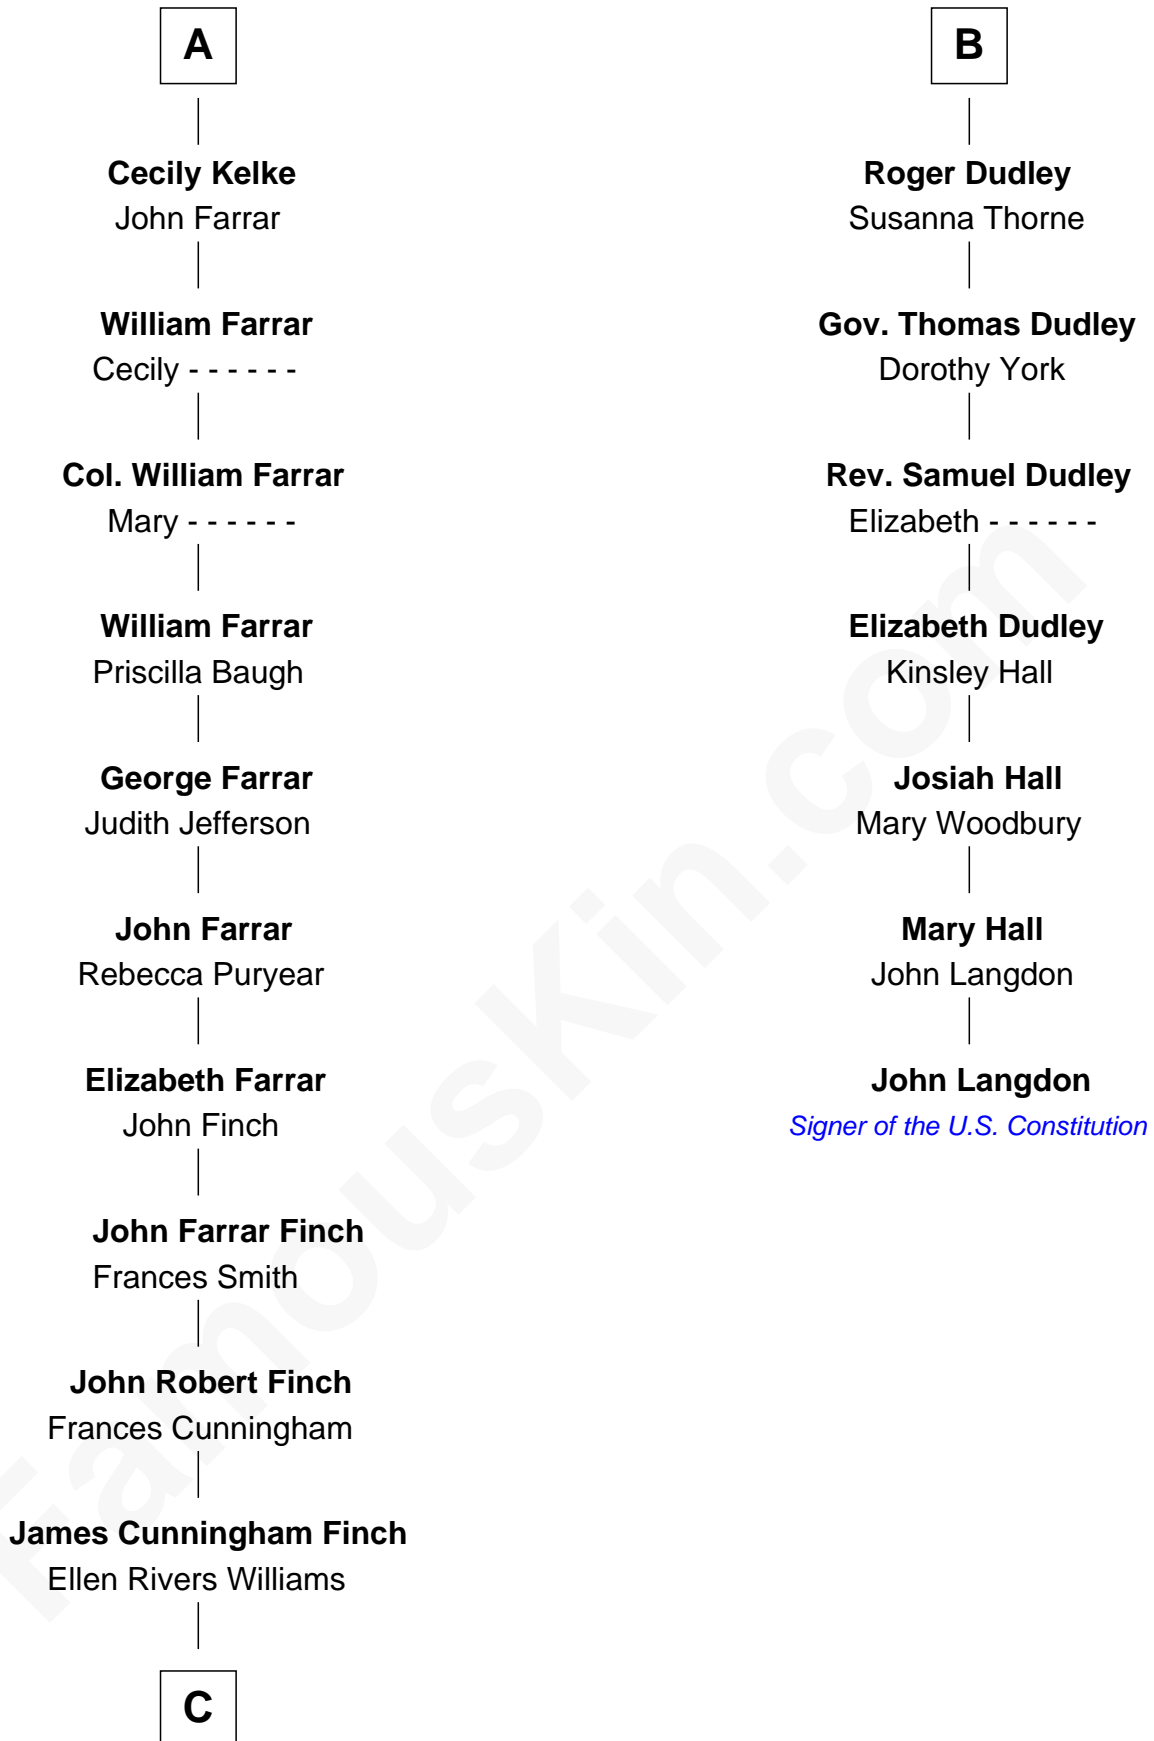 A
Cecily Kelke
John Farrar
William Farrar
Cecily - - - - - -
Col. William Farrar
Mary - - - - - -
William Farrar
Priscilla Baugh
George Farrar
Judith Jefferson
John Farrar
Rebecca Puryear
Elizabeth Farrar
John Finch
John Farrar Finch
Frances Smith
John Robert Finch
Frances Cunningham
James Cunningham Finch
Ellen Rivers Williams
C
B
Roger Dudley
Susanna Thorne
Gov. Thomas Dudley
Dorothy York
Rev. Samuel Dudley
Elizabeth - - - - - -
Elizabeth Dudley
Kinsley Hall
Josiah Hall
Mary Woodbury
Mary Hall
John Langdon
John Langdon
Signer of the U.S. Constitution
FamousKin.com